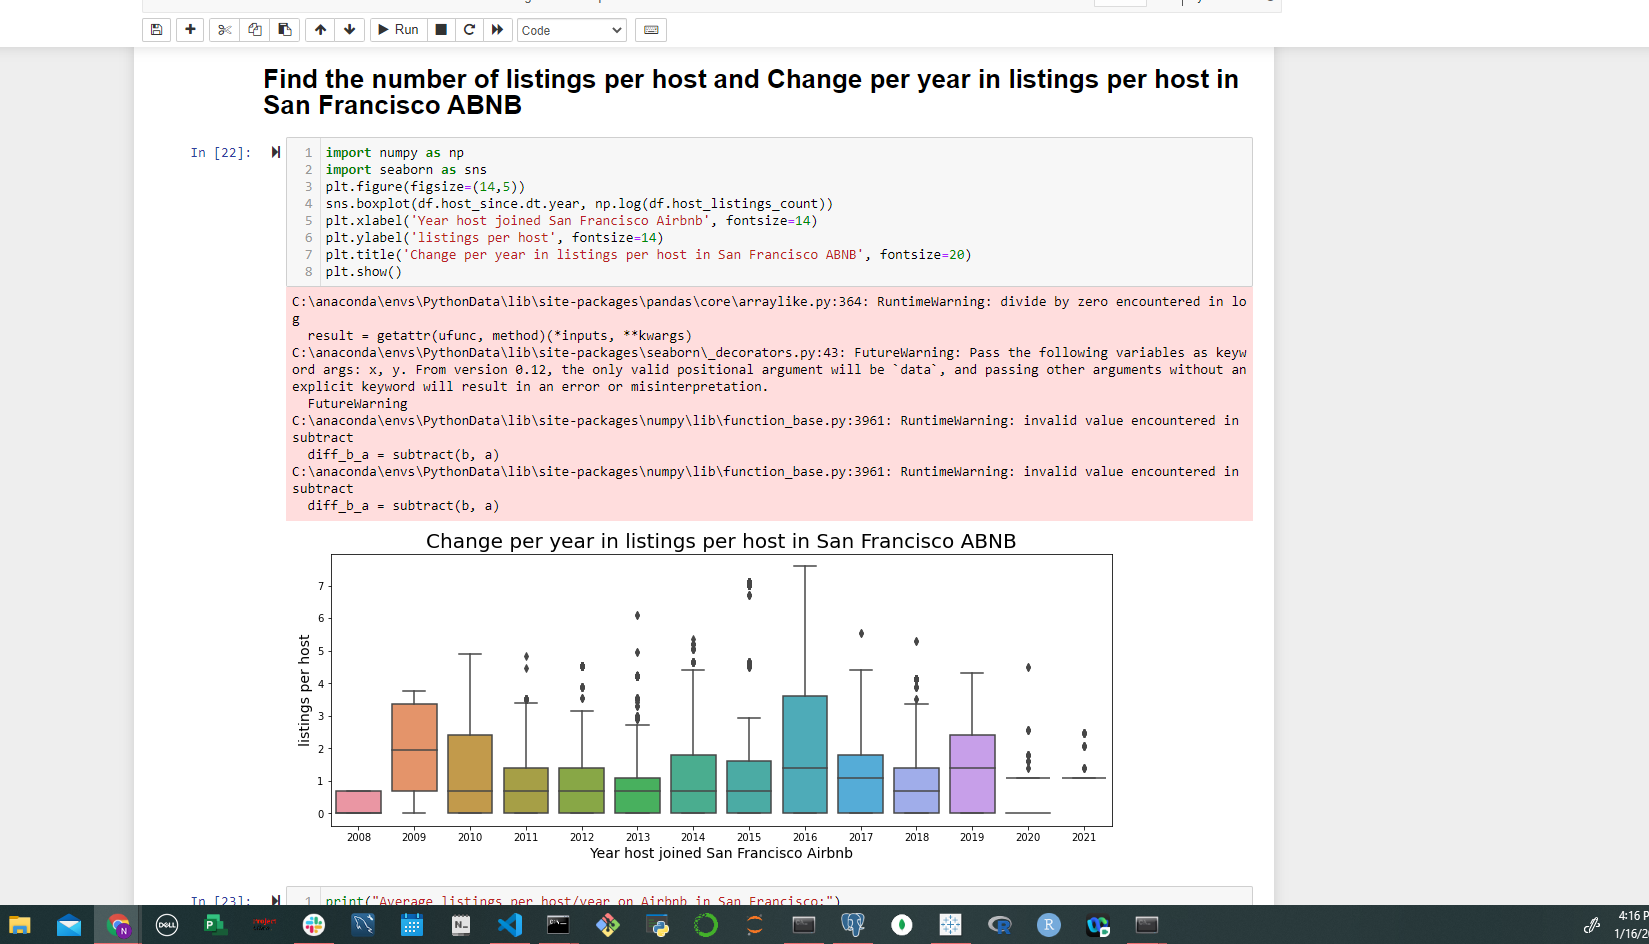 Run
Code
Find the number of listings per host and Change per year in listings per host in
San Francisco ABNB
In [22]:
1 import numpy as np
2 import seaborn as sns
3 plt.figure(figsize=(14,5))
4 sns.boxplot(df.host_since.dt.year, np.log(df.host_listings_count))
5 plt.xlabel('Year host joined San Francisco Airbnb', fontsize=14)
6 plt.ylabel('listings per host', fontsize=14)
7 plt.title('Change per year in listings per host in San Francisco ABNB', fontsize=20)
8 plt.show()
C:\anaconda\envs\PythonData\lib\site-packages\pandas\core\arraylike.py:364: RuntimeWarning: divide by zero encountered in lo
g
result = getattr(ufunc, method)(*inputs, **kwargs)
C:\anaconda\envs\PythonData\lib\site-packages\seaborn\_decorators.py:43: FutureWarning: Pass the following variables as keyw
ord args: x, y. From version 0.12, the only valid positional argument will be `data`, and passing other arguments without an
explicit keyword will result in an error or misinterpretation.
FutureWarning
C:\anaconda\envs\PythonData\lib\site-packages\numpy\lib\function_base.py:3961: RuntimeWarning: invalid value encountered in
subtract
diff_b_a = subtract(b, a)
C:\anaconda\envs\PythonData\lib\site-packages\numpy\lib\function_base.py:3961: RuntimeWarning: invalid value encountered in
subtract
diff_b_a = subtract(b, a)
Change per year in listings per host in San Francisco ABNB
listings per host
7
6
5
4
3
2
1
0
2008 2009 2010 2011 2012 2013 2014 2015 2016 2017 2018 2019 2020 2021
Year host joined San Francisco Airbnb
In [23]:
1 print("Average listings per host/year on Airbnb in San Francisco:")
DELL
4:16 P
1/16/2